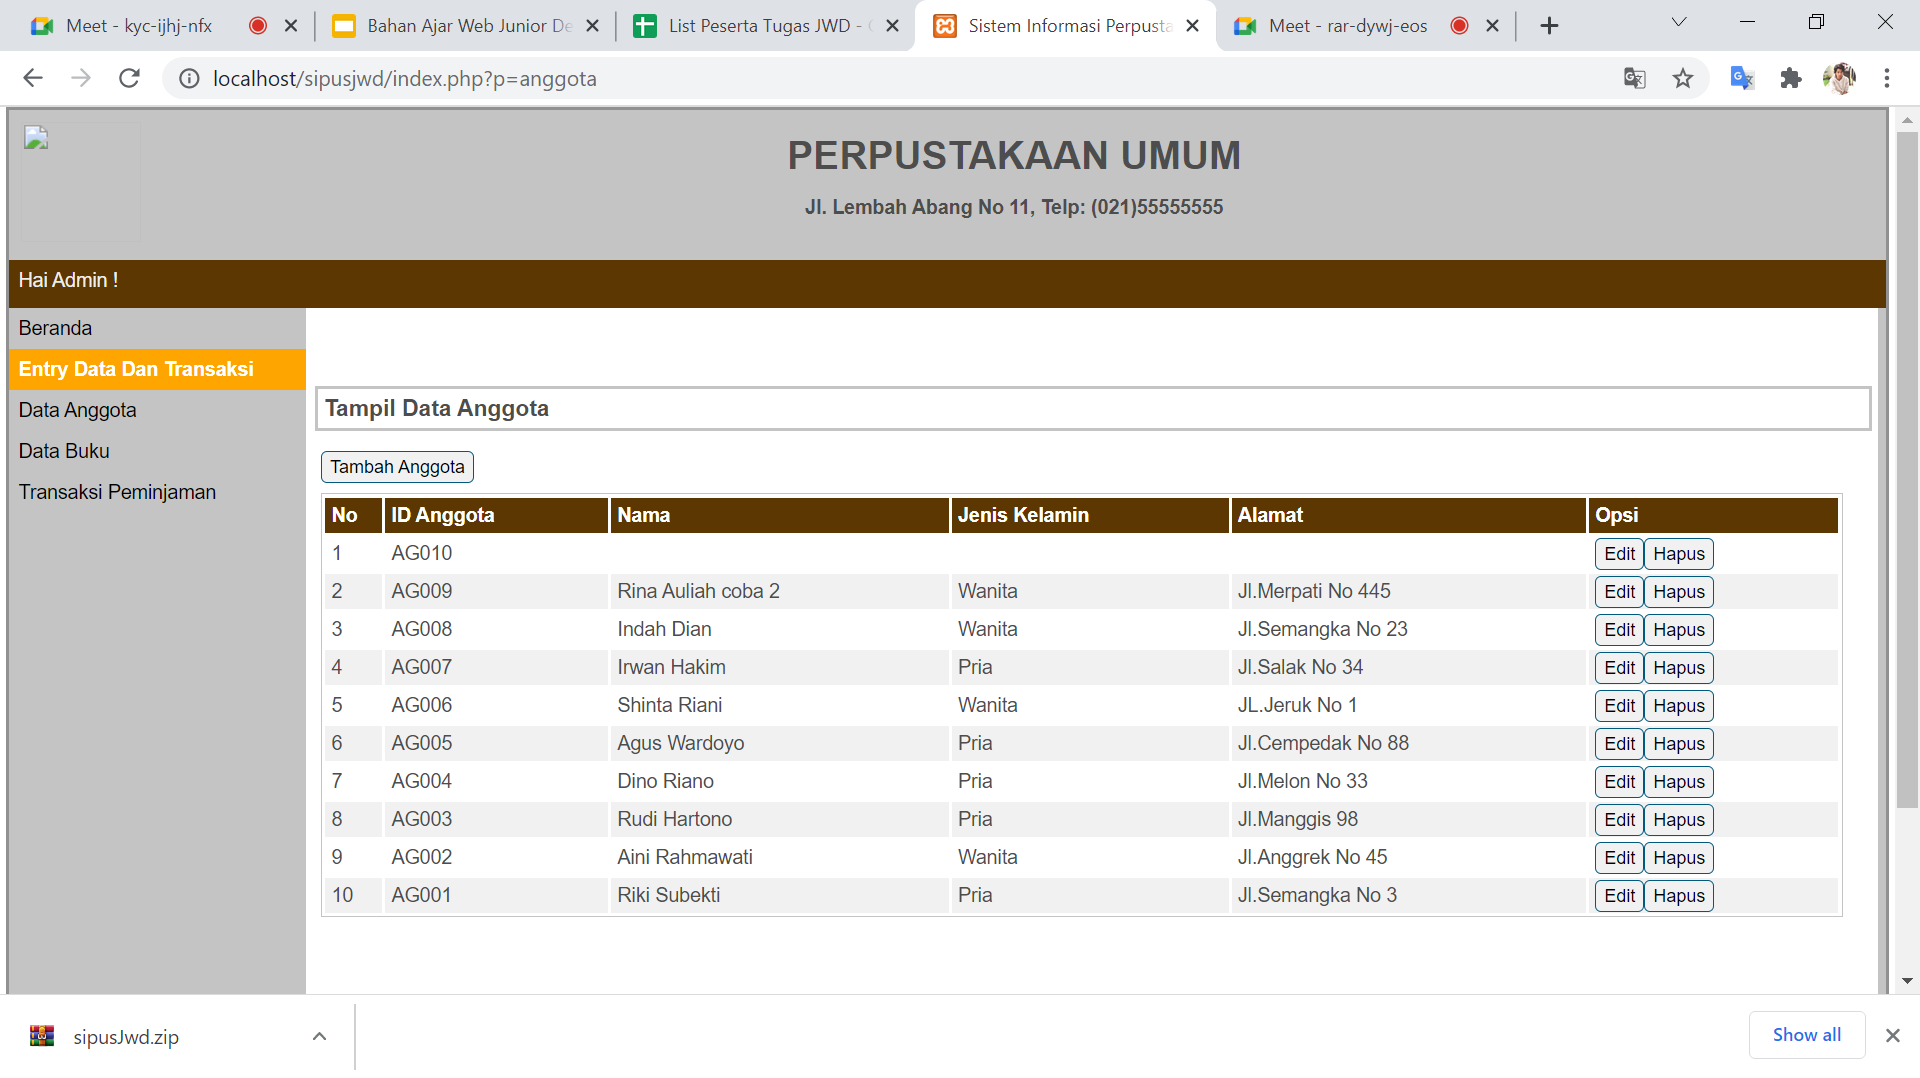 Meet - kyc-ijhj-nfx
Bahan Ajar Web Junior De
List Peserta Tugas JWD -
Sistem Informasi Perpusta
Meet - rar-dywj-eos
localhost/sipusjwd/index.php?p=anggota
PERPUSTAKAAN UMUM
Jl. Lembah Abang No 11, Telp: (021)55555555
Hai Admin !
Beranda
Entry Data Dan Transaksi
Data Anggota
Data Buku
Transaksi Peminjaman
Tampil Data Anggota
Tambah Anggota
No ID Anggota Nama Jenis Kelamin Alamat Opsi
1 AG010 Edit Hapus
2 AG009 Rina Auliah coba 2 Wanita Jl.Merpati No 445 Edit Hapus
3 AG008 Indah Dian Wanita Jl.Semangka No 23 Edit Hapus
4 AG007 Irwan Hakim Pria Jl.Salak No 34 Edit Hapus
5 AG006 Shinta Riani Wanita JL.Jeruk No 1 Edit Hapus
6 AG005 Agus Wardoyo Pria Jl.Cempedak No 88 Edit Hapus
7 AG004 Dino Riano Pria Jl.Melon No 33 Edit Hapus
8 AG003 Rudi Hartono Pria Jl.Manggis 98 Edit Hapus
9 AG002 Aini Rahmawati Wanita Jl.Anggrek No 45 Edit Hapus
10 AG001 Riki Subekti Pria Jl.Semangka No 3 Edit Hapus
sipusJwd.zip
Show all